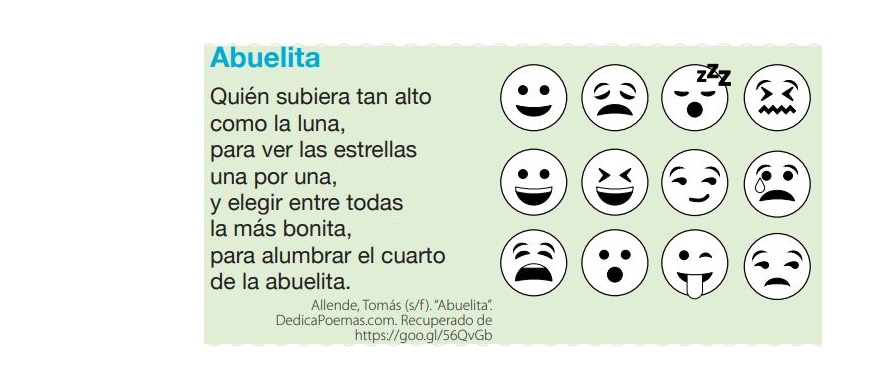 Abuelita
Quién subiera tan alto
como la luna,
para ver las estrellas
una por una,
y elegir entre todas
la más bonita,
para alumbrar el cuarto
de la abuelita.
Allende, Tomás (s/f). “Abuelita”.
DedicaPoemas.com. Recuperado de
https://goo.gl/56QvGb
zzz